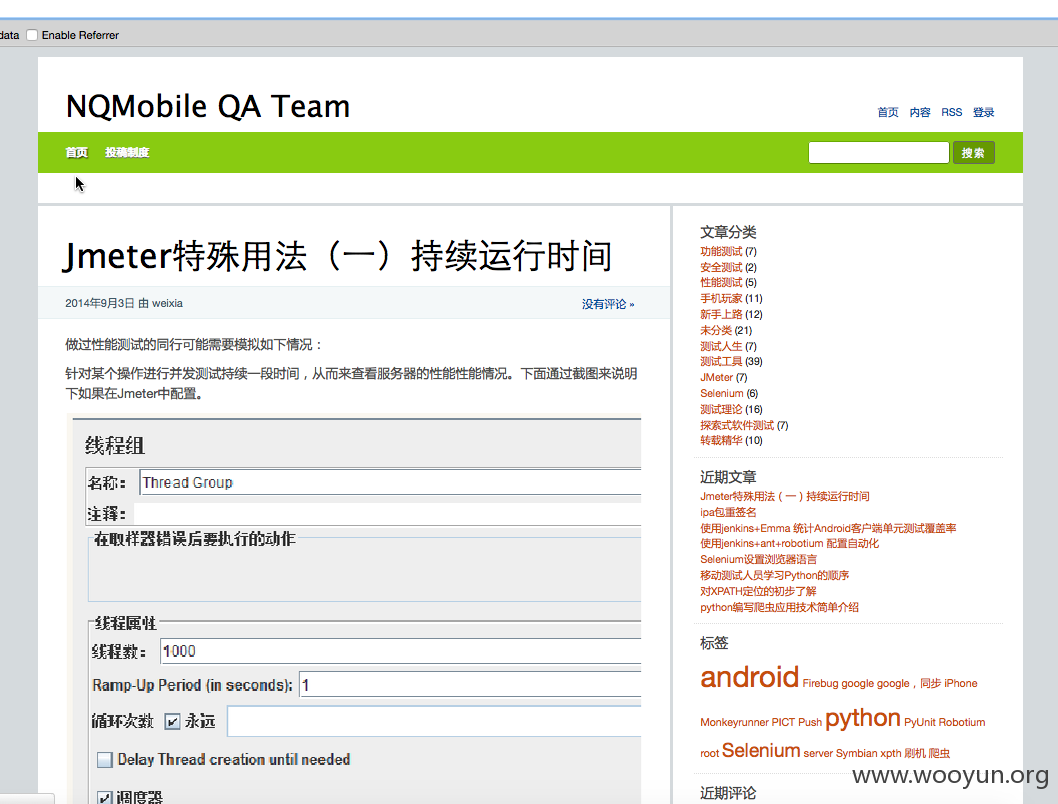 data Enable Referrer
NQMobile QA Team
首页 内容 RSS 登录
首页 投稿制度
搜索
Jmeter特殊用法（一）持续运行时间
2014年9月3日 由 weixia
没有评论 »
做过性能测试的同行可能需要模拟如下情况：
针对某个操作进行并发测试持续一段时间，从而来查看服务器的性能性能情况。下面通过截图来说明
下如果在Jmeter中配置。
线程组
名称： Thread Group
注释：
在取样器错误后要执行的动作
线程属性
线程数： 1000
Ramp-Up Period (in seconds): 1
循环次数 永远
Delay Thread creation until needed
调度器
文章分类
功能测试 (7)
安全测试 (2)
性能测试 (5)
手机玩家 (11)
新手上路 (12)
未分类 (21)
测试人生 (7)
测试工具 (39)
JMeter (7)
Selenium (6)
测试理论 (16)
探索式软件测试 (7)
转载精华 (10)
近期文章
Jmeter特殊用法（一）持续运行时间
ipa包重签名
使用jenkins+Emma 统计Android客户端单元测试覆盖率
使用jenkins+ant+robotium 配置自动化
Selenium设置浏览器语言
移动测试人员学习Python的顺序
对XPATH定位的初步了解
python编写爬虫应用技术简单介绍
标签
android Firebug google google，同步 iPhone
Monkeyrunner PICT Push python PyUnit Robotium
root Selenium server Symbian xpth 刷机 爬虫
www.wooyun.org
近期评论